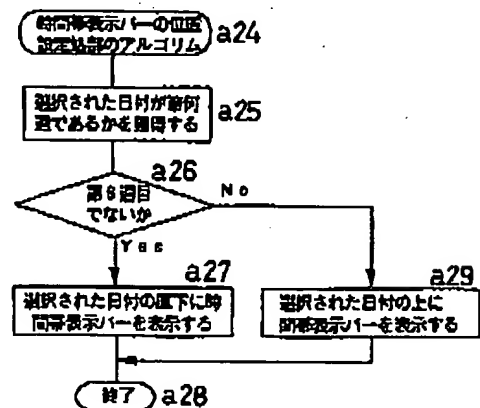 時間帯表示バーの位置
設定処理部のアルゴリズム
a24
選択された日付が第何
週であるかを獲得する
a25
a26
第6週目
でないか
No
Yes
a27
選択された日付の直下に時
間帯表示バーを表示する
a29
選択された日付の上に
間帯表示バーを表示する
終了
a28